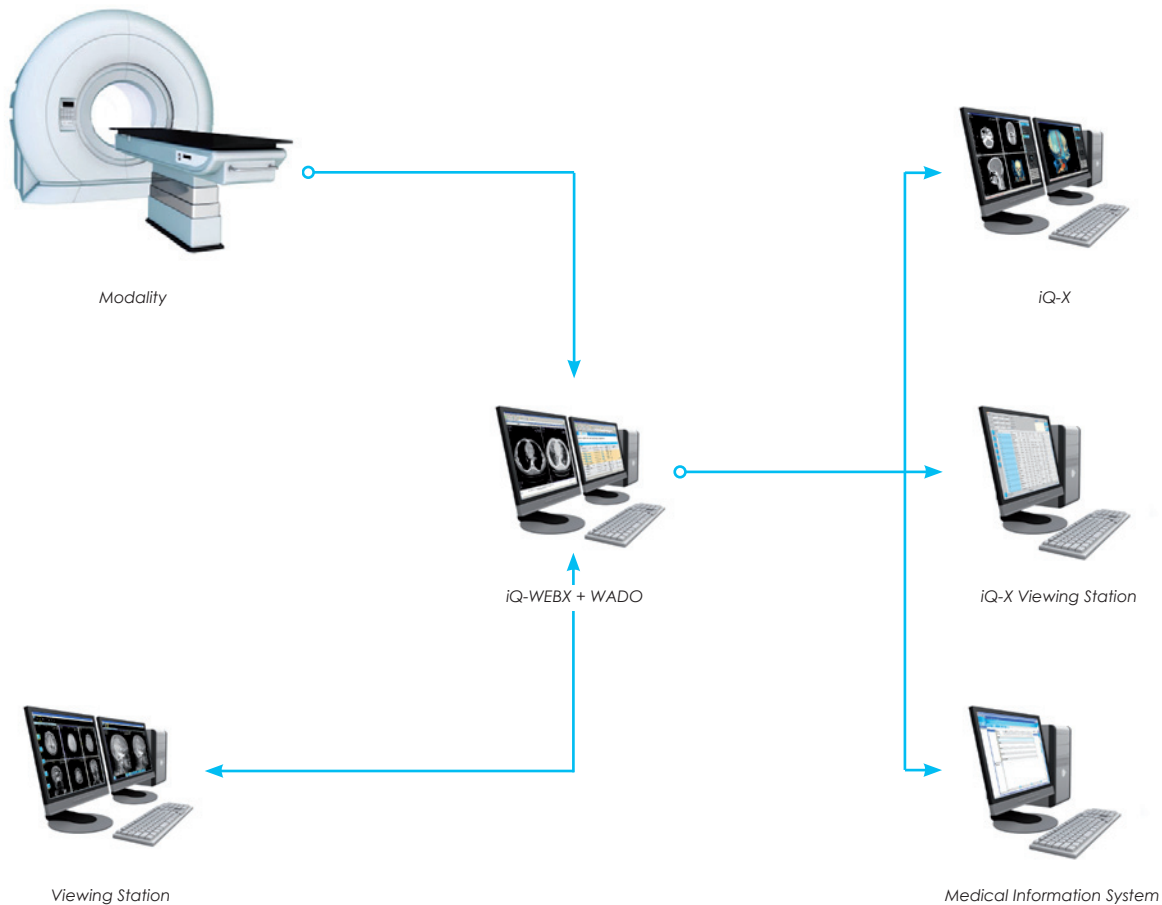 Modality
iQ-X
iQ-WEBX + WADO
iQ-X Viewing Station
Viewing Station
Medical Information System